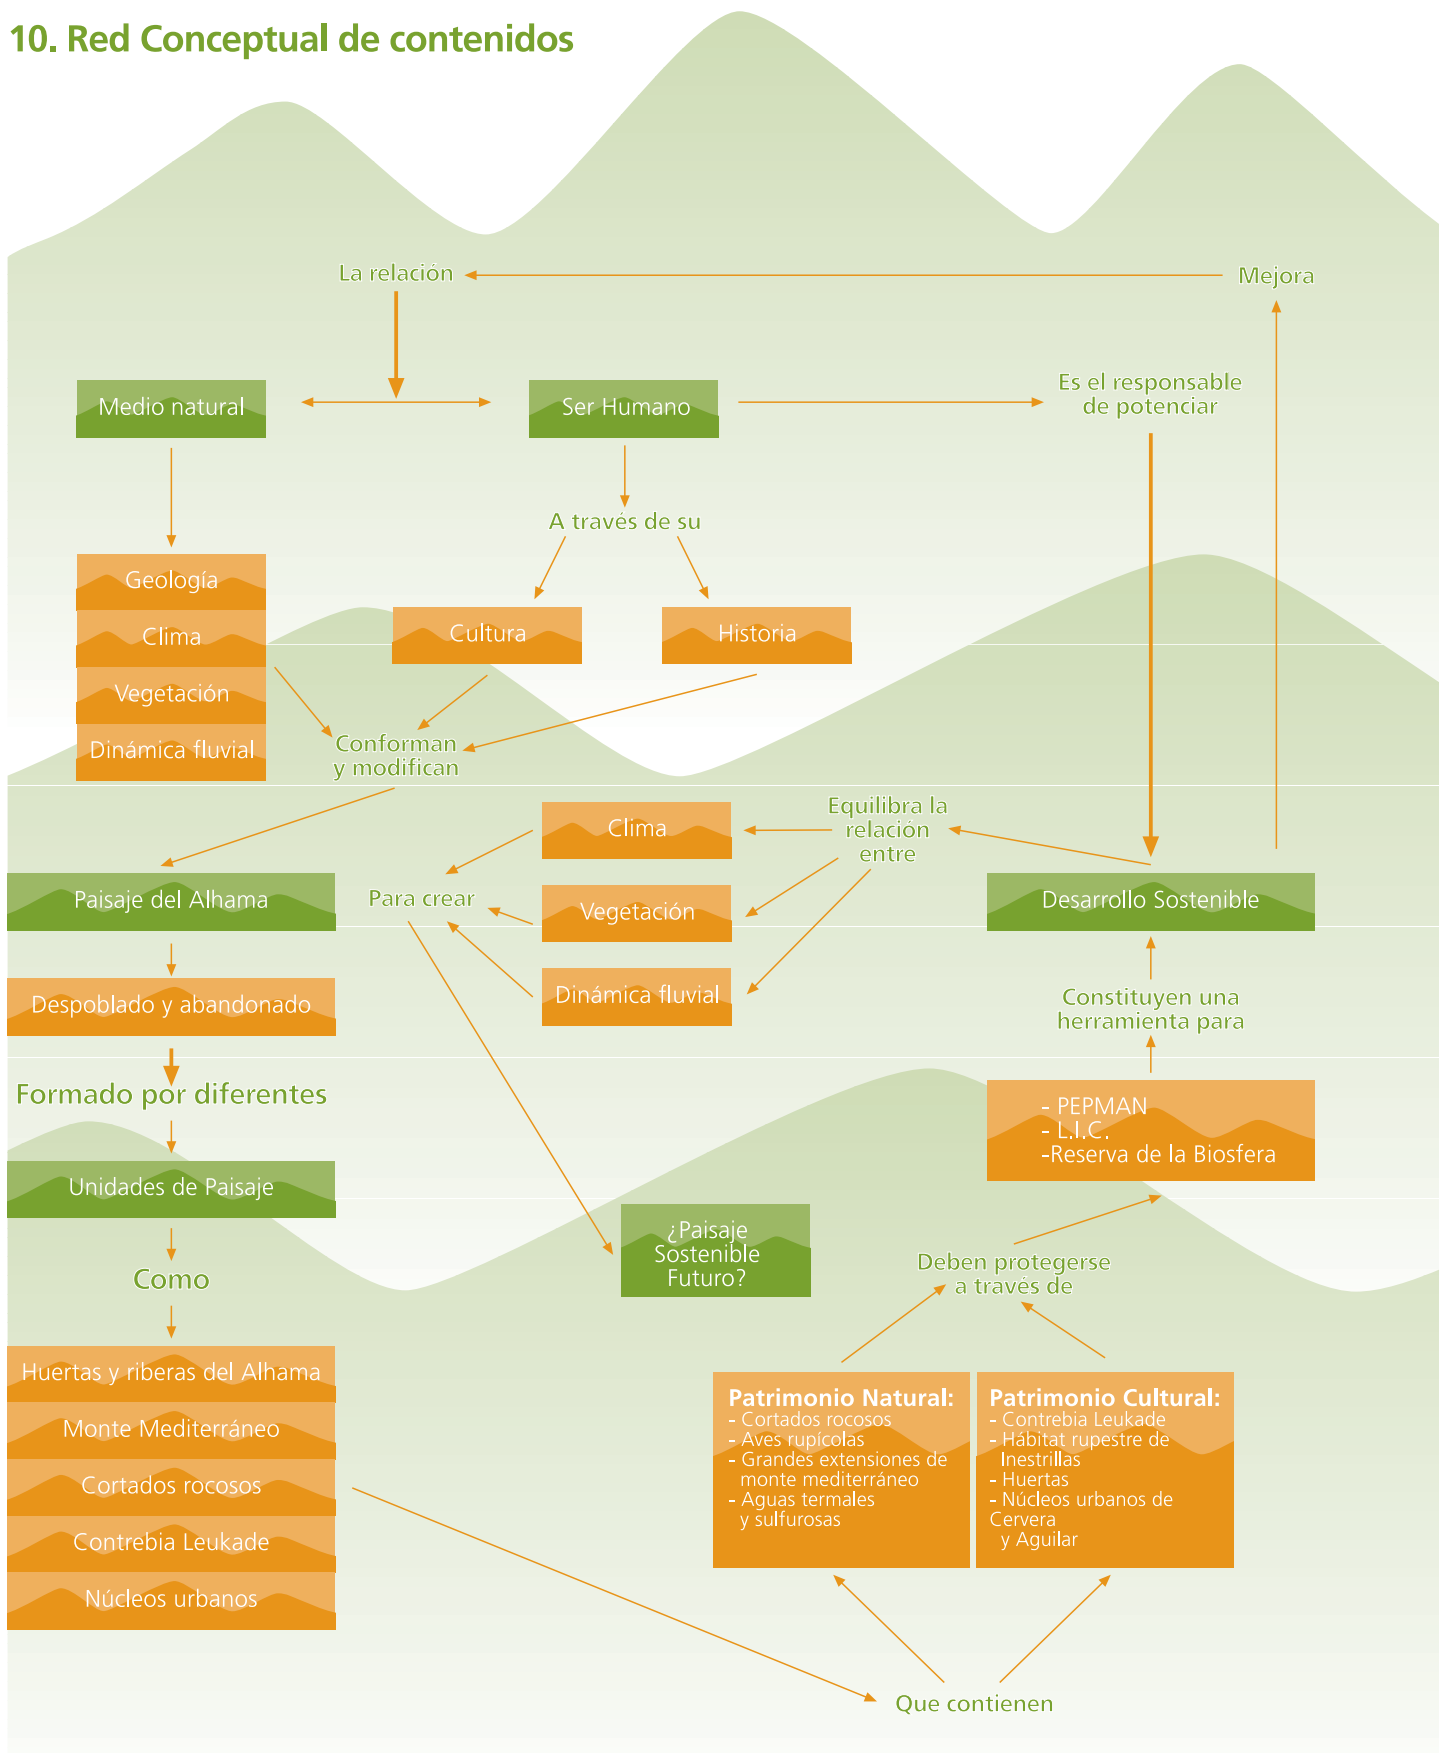 10. Red Conceptual de contenidos
La relación
Mejora
Medio natural
Ser Humano
Es el responsable
de potenciar
A través de su
Geología
Clima
Vegetación
Dinámica fluvial
Cultura
Historia
Conforman
y modifican
Clima
Vegetación
Dinámica fluvial
Equilibra la
relación
entre
Para crear
Paisaje del Alhama
Desarrollo Sostenible
Despoblado y abandonado
Constituyen una
herramienta para
Formado por diferentes
- PEPMAN
- L.I.C.
-Reserva de la Biosfera
Unidades de Paisaje
¿Paisaje
Sostenible
Futuro?
Deben protegerse
a través de
Como
Huertas y riberas del Alhama
Monte Mediterráneo
Cortados rocosos
Contrebia Leukade
Núcleos urbanos
Patrimonio Natural:
- Cortados rocosos
- Aves rupícolas
- Grandes extensiones de
monte mediterráneo
- Aguas termales
y sulfurosas
Patrimonio Cultural:
- Contrebia Leukade
- Hábitat rupestre de
Inestrillas
- Huertas
- Núcleos urbanos de
Cervera
y Aguilar
Que contienen